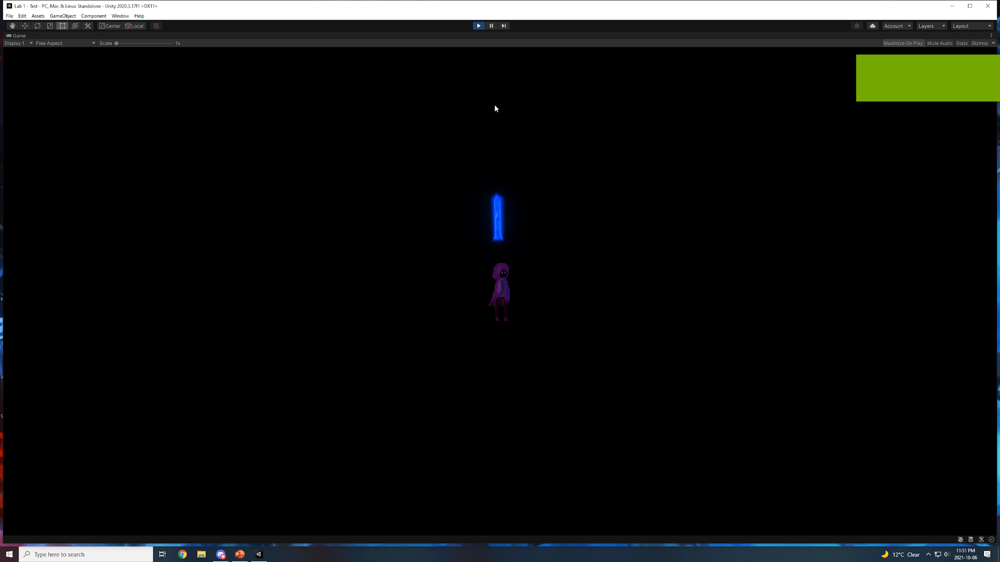 Lab 1 - Test - PC, Mac & Linux Standalone - Unity 2020.3.17f1 <DX11>
File Edit Assets GameObject Component Window Help
Center Local Account Layers Layout
Game
Display 1 Free Aspect Scale 1x Maximize On Play Mute Audio Stats Gizmos
Type here to search
12°C Clear
11:51 PM
2021-10-06